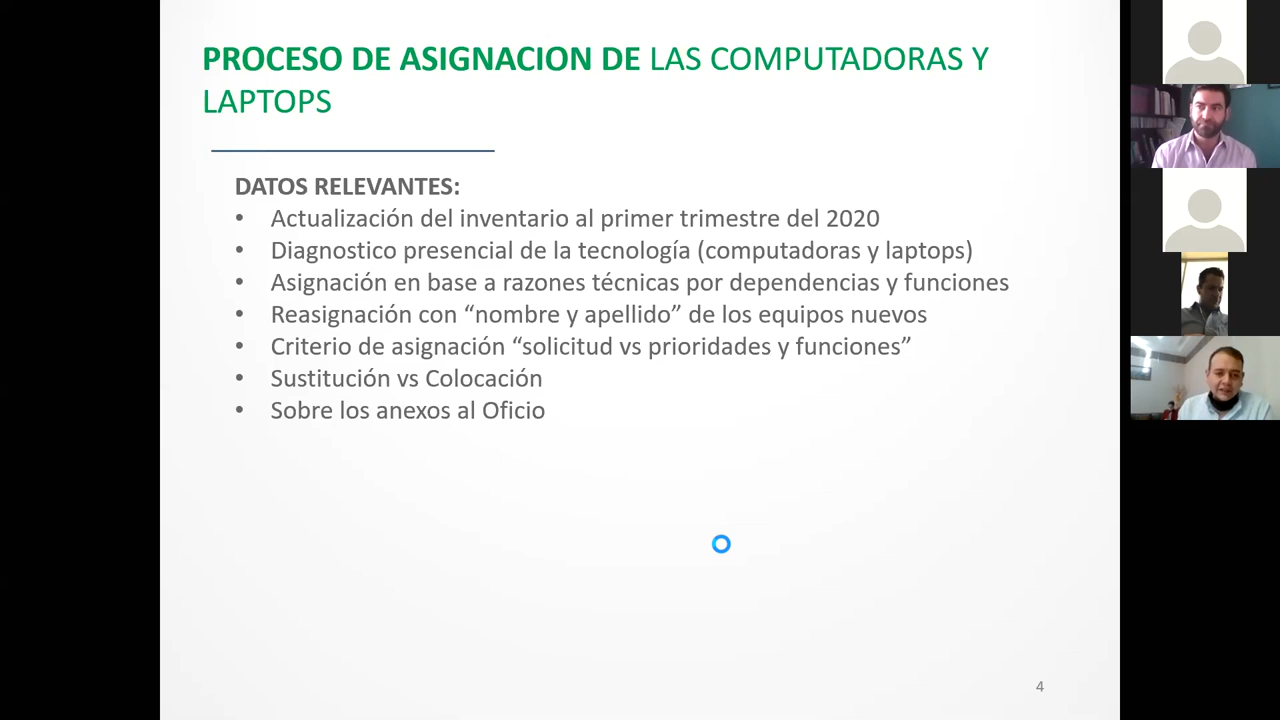 PROCESO DE ASIGNACION DE LAS COMPUTADORAS Y
LAPTOPS
DATOS RELEVANTES:
• Actualización del inventario al primer trimestre del 2020
• Diagnostico presencial de la tecnología (computadoras y laptops)
• Asignación en base a razones técnicas por dependencias y funciones
• Reasignación con “nombre y apellido” de los equipos nuevos
• Criterio de asignación “solicitud vs prioridades y funciones”
• Sustitución vs Colocación
• Sobre los anexos al Oficio
4